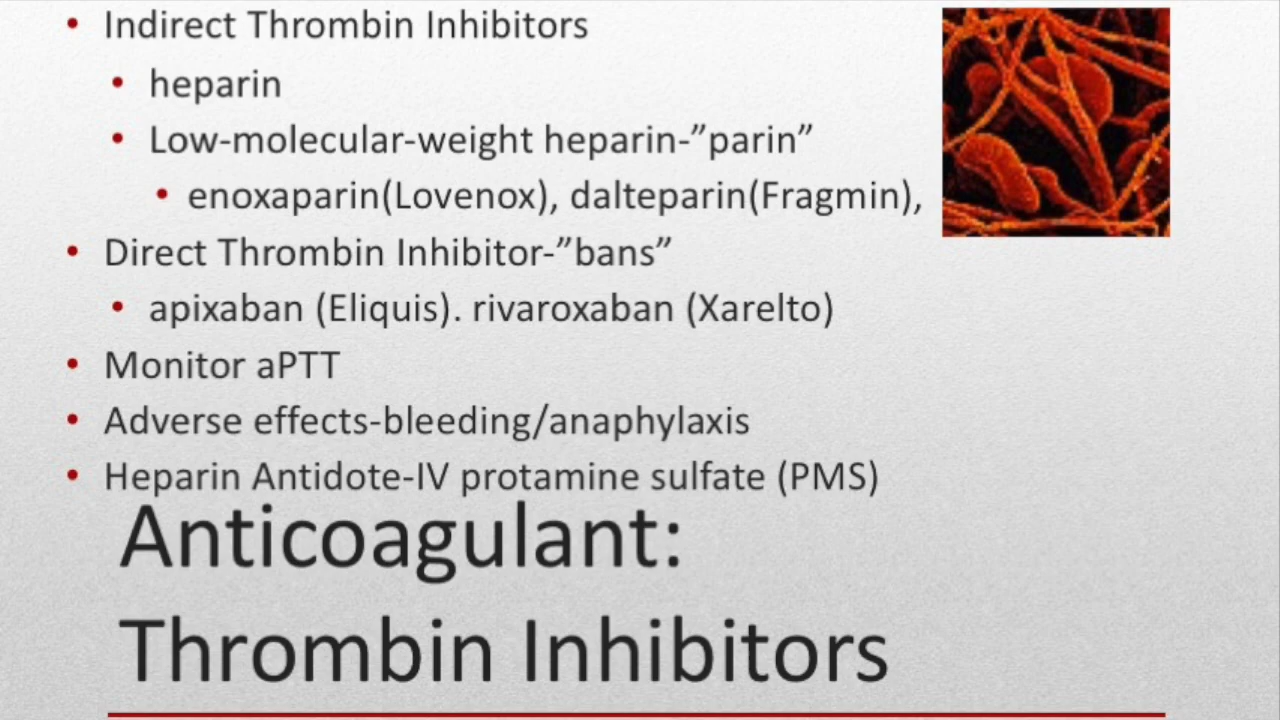 • Indirect Thrombin Inhibitors
• heparin
• Low-molecular-weight heparin-”parin”
• enoxaparin(Lovenox), dalteparin(Fragmin),
• Direct Thrombin Inhibitor-”bans”
• apixaban (Eliquis). rivaroxaban (Xarelto)
• Monitor aPTT
• Adverse effects-bleeding/anaphylaxis
• Heparin Antidote-IV protamine sulfate (PMS)
Anticoagulant:
Thrombin Inhibitors